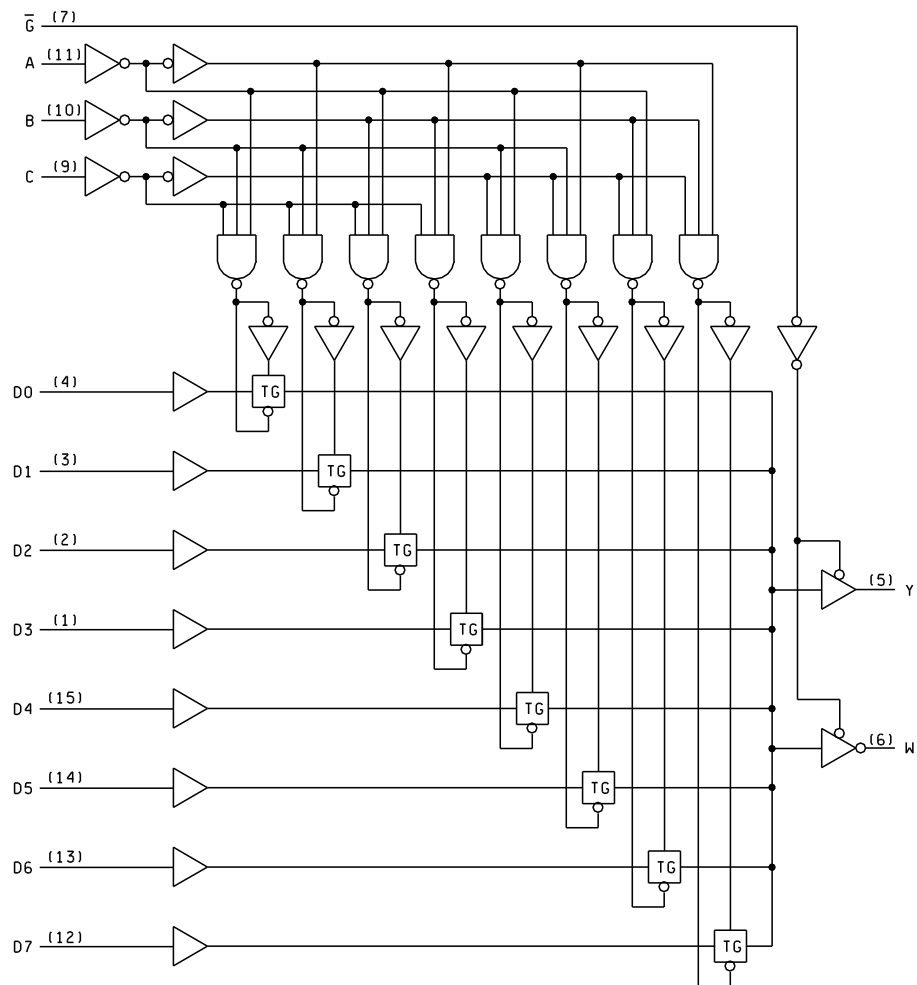 G̅ (7)
A (11)
B (10)
C (9)
D0 (4) TG
D1 (3) TG
D2 (2) TG
(5) Y
D3 (1) TG
D4 (15) TG
(6) W
D5 (14) TG
D6 (13) TG
D7 (12) TG